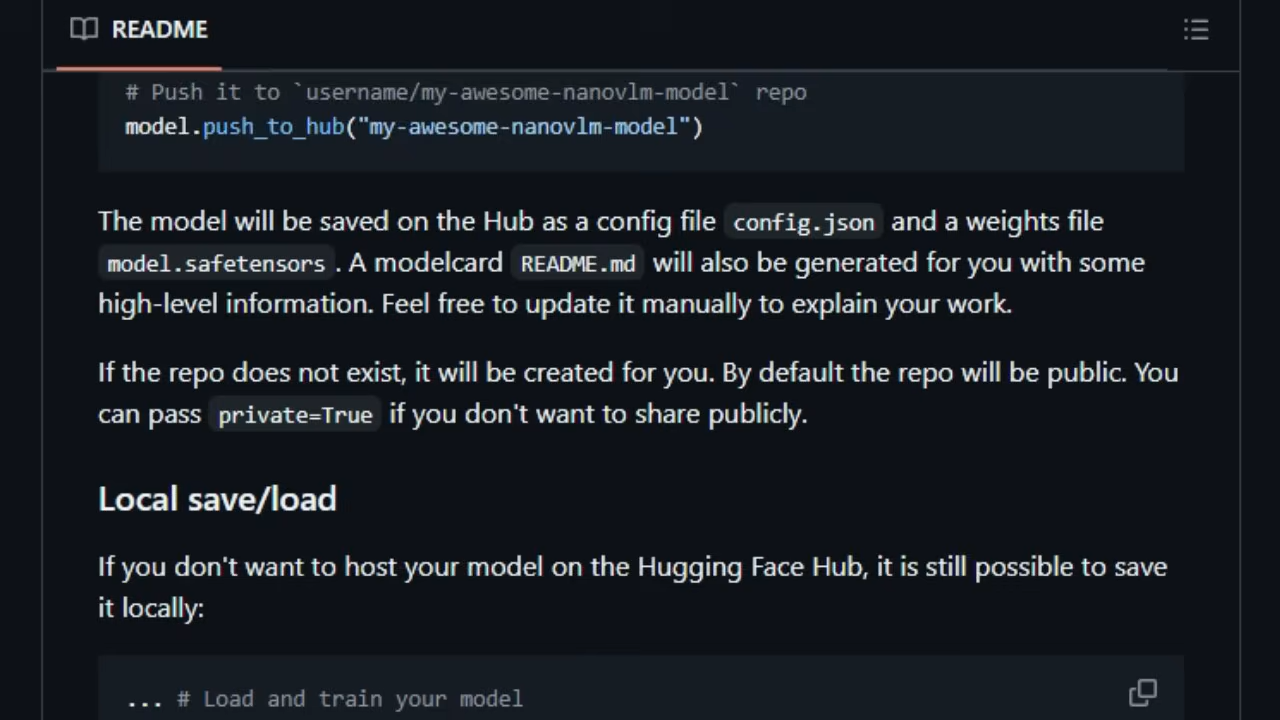 README
# Push it to `username/my-awesome-nanovlm-model` repo
model.push_to_hub("my-awesome-nanovlm-model")
The model will be saved on the Hub as a config file config.json and a weights file
model.safetensors . A modelcard README.md will also be generated for you with some
high-level information. Feel free to update it manually to explain your work.
If the repo does not exist, it will be created for you. By default the repo will be public. You
can pass private=True if you don't want to share publicly.
Local save/load
If you don't want to host your model on the Hugging Face Hub, it is still possible to save
it locally:
... # Load and train your model